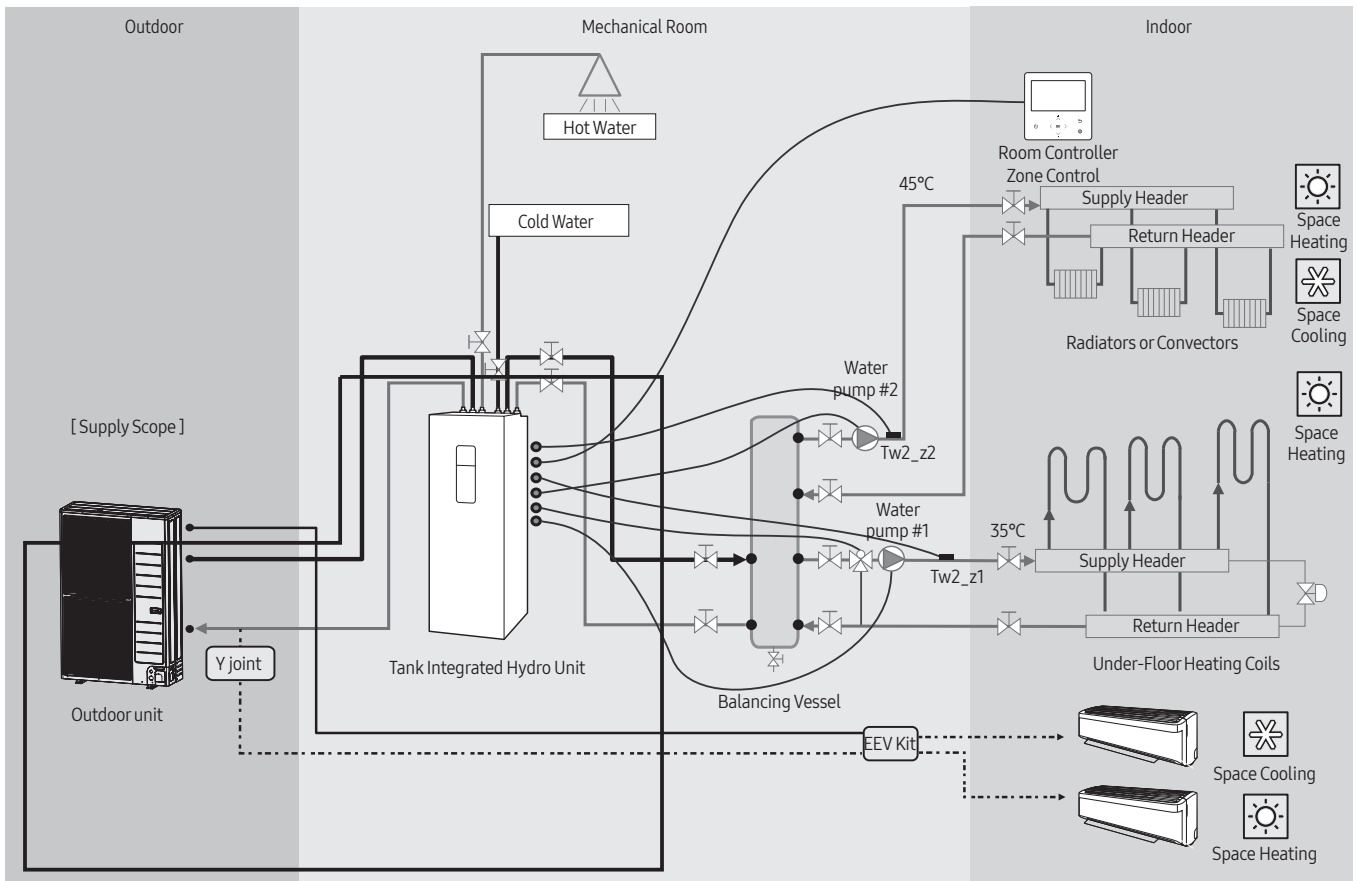 Outdoor
Mechanical Room
Indoor
Hot Water
Room Controller
Zone Control
45°C
Cold Water
Supply Header
Return Header
Space
Heating
Space
Cooling
Radiators or Convectors
Water
pump #2
[ Supply Scope ]
Tw2_z2
Space
Heating
Water
pump #1
35°C
Supply Header
Tw2_z1
Return Header
Y joint
Tank Integrated Hydro Unit
Under-Floor Heating Coils
Balancing Vessel
Outdoor unit
EEV Kit
Space Cooling
Space Heating